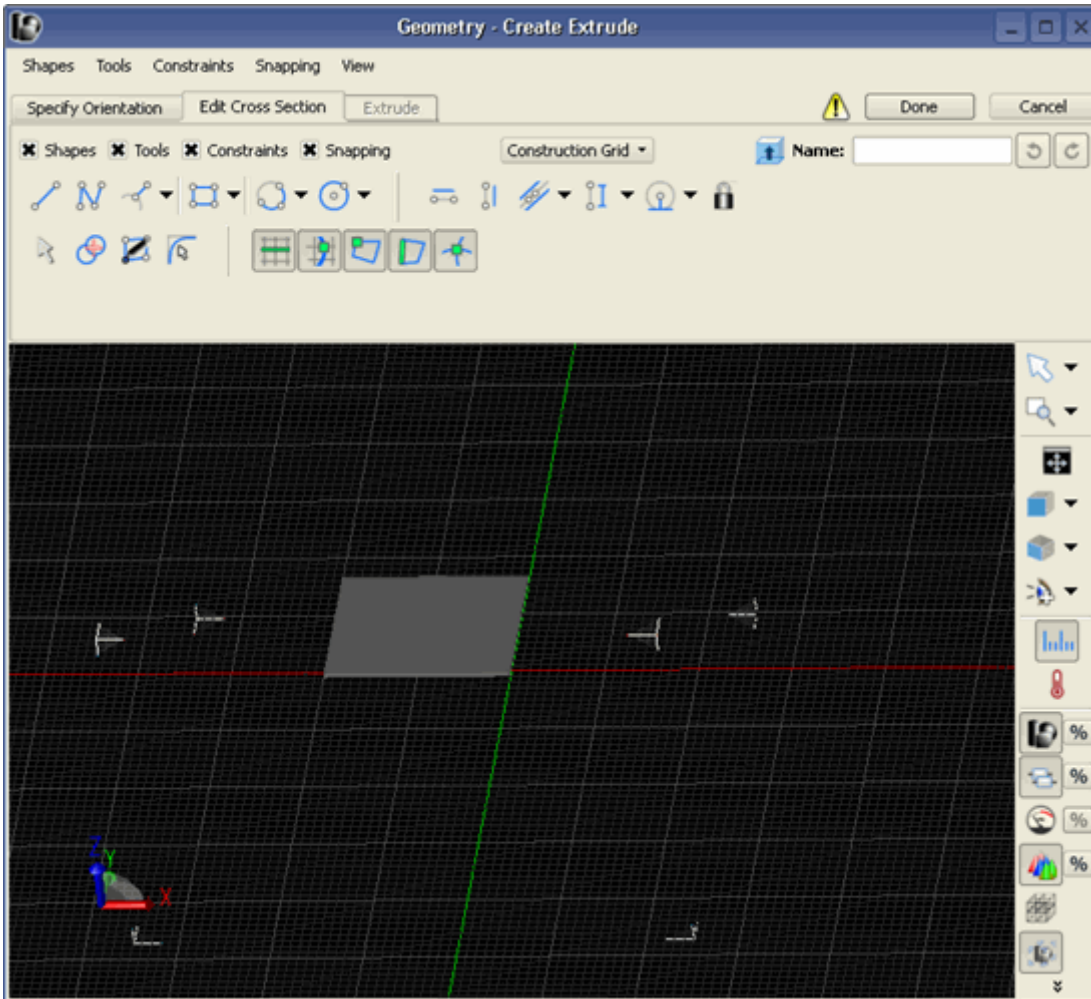 Geometry - Create Extrude
Shapes Tools Constraints Snapping View
Specify Orientation Edit Cross Section Extrude Done Cancel
Shapes Tools Constraints Snapping Construction Grid Name:
%
%
%
%
Z Y X